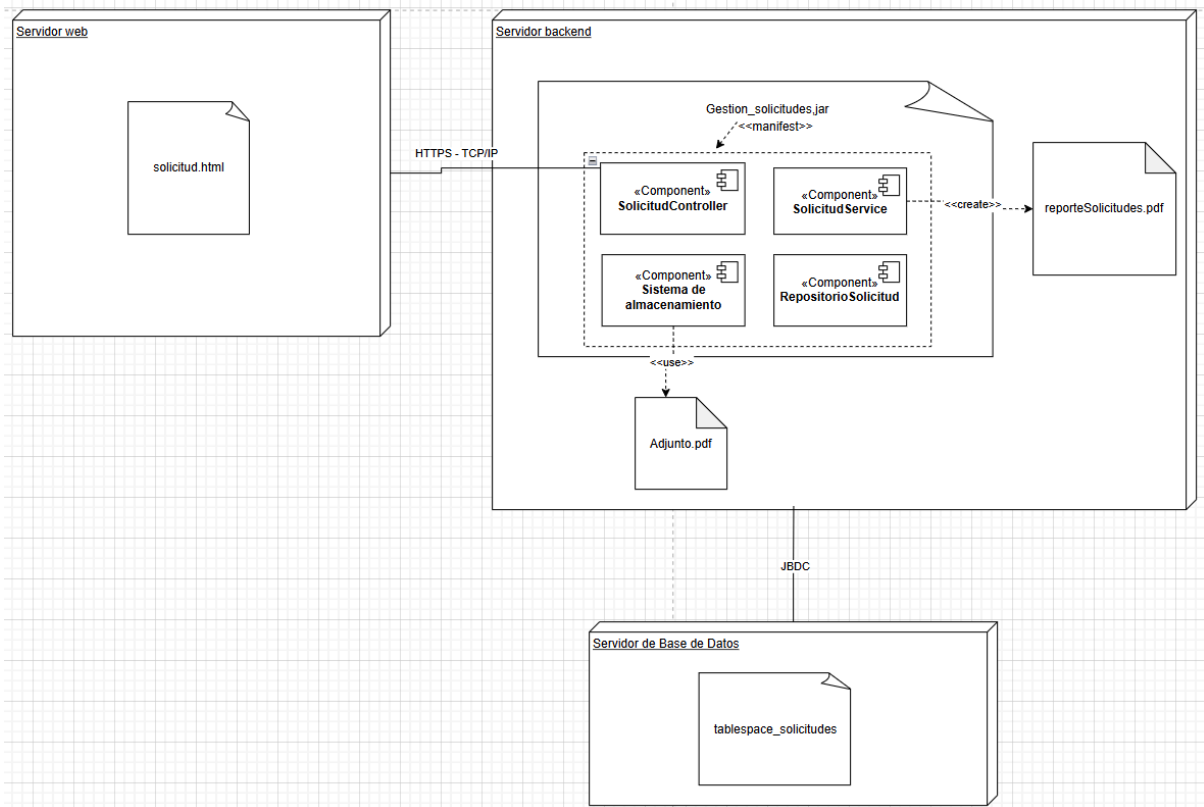 Servidor web
solicitud.html
HTTPS - TCP/IP
Servidor backend
Gestion_solicitudes.jar
<<manifest>>
«Component»
SolicitudController
«Component»
SolicitudService
<<create>>
reporteSolicitudes.pdf
«Component»
Sistema de
almacenamiento
«Component»
RepositorioSolicitud
<<use>>
Adjunto.pdf
JBDC
Servidor de Base de Datos
tablespace_solicitudes